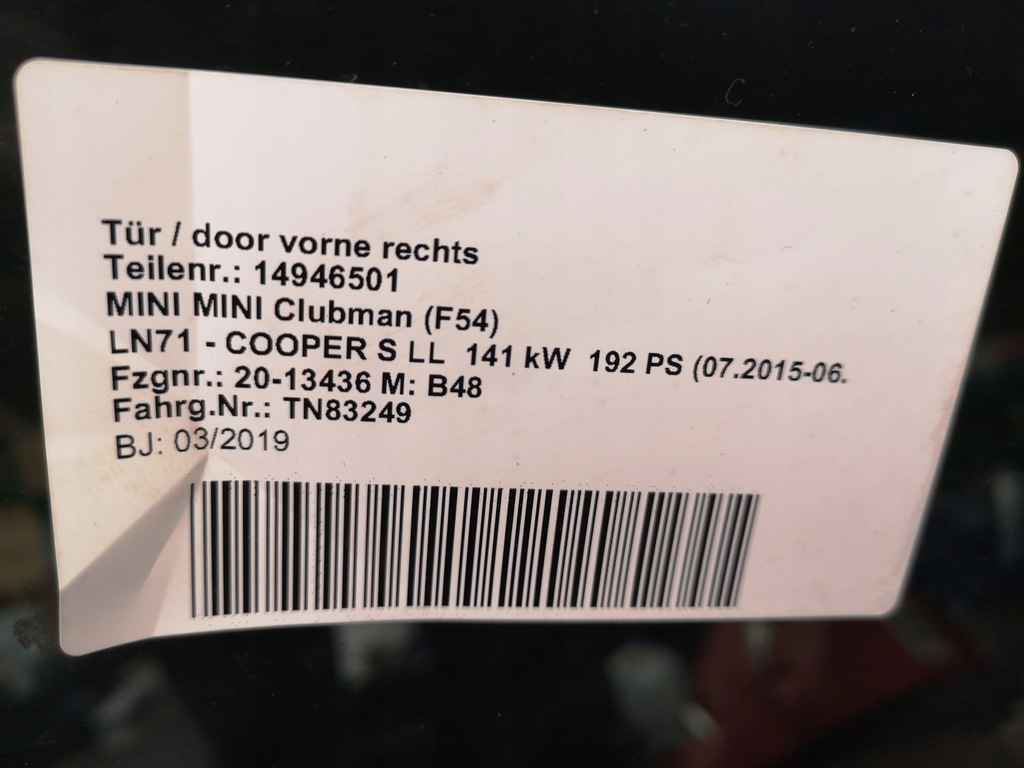 Tür / door vorne rechts
Teilenr.: 14946501
MINI MINI Clubman (F54)
LN71 - COOPER S LL 141 kW 192 PS (07.2015-06.
Fzgnr.: 20-13436 M: B48
Fahrg.Nr.: TN83249
BJ: 03/2019